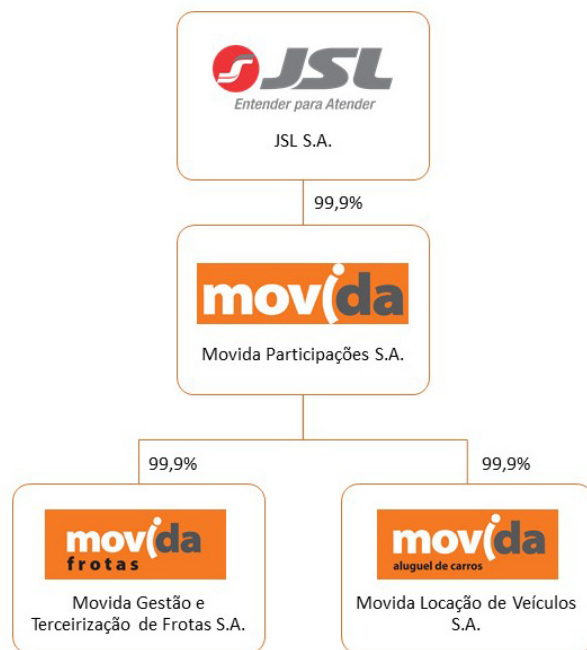 JSL
Entender para Atender
JSL S.A.
99,9%
movida
Movida Participações S.A.
99,9%
99,9%
movida
frotas
Movida Gestão e
Terceirização de Frotas S.A.
movida
aluguel de carros
Movida Locação de Veículos
S.A.